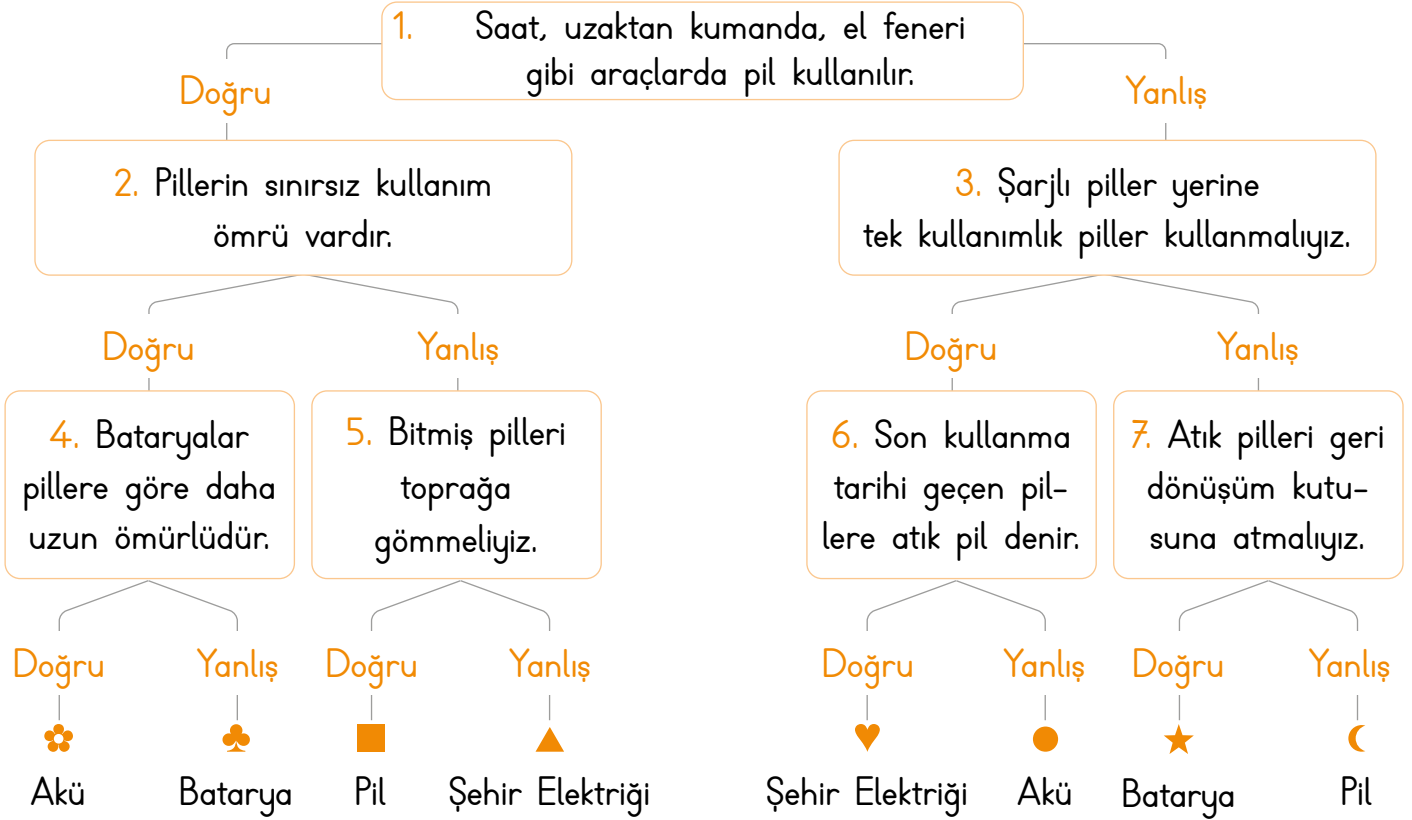 1. Saat, uzaktan kumanda, el feneri
gibi araçlarda pil kullanılır.
Doğru
Yanlış
2. Pillerin sınırsız kullanım
ömrü vardır.
3. Şarjlı piller yerine
tek kullanımlık piller kullanmalıyız.
Doğru
Yanlış
Doğru
Yanlış
4. Bataryalar
pillere göre daha
uzun ömürlüdür.
5. Bitmiş pilleri
toprağa
gömmeliyiz.
6. Son kullanma
tarihi geçen pil-
lere atık pil denir.
7. Atık pilleri geri
dönüşüm kutu-
suna atmalıyız.
Doğru
Yanlış
Doğru
Yanlış
Doğru
Yanlış
Doğru
Yanlış
Akü
Batarya
Pil
Şehir Elektriği
Şehir Elektriği
Akü
Batarya
Pil